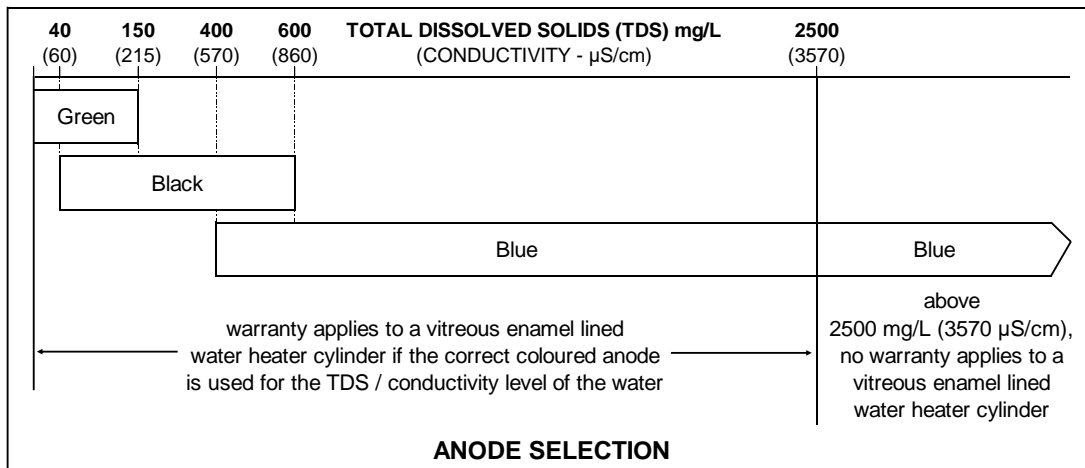 40 150 400 600 TOTAL DISSOLVED SOLIDS (TDS) mg/L 2500
(60) (215) (570) (860) (CONDUCTIVITY - µS/cm) (3570)
Green
Black
Blue Blue
warranty applies to a vitreous enamel lined
water heater cylinder if the correct coloured anode
is used for the TDS / conductivity level of the water
above
2500 mg/L (3570 µS/cm),
no warranty applies to a
vitreous enamel lined
water heater cylinder
ANODE SELECTION